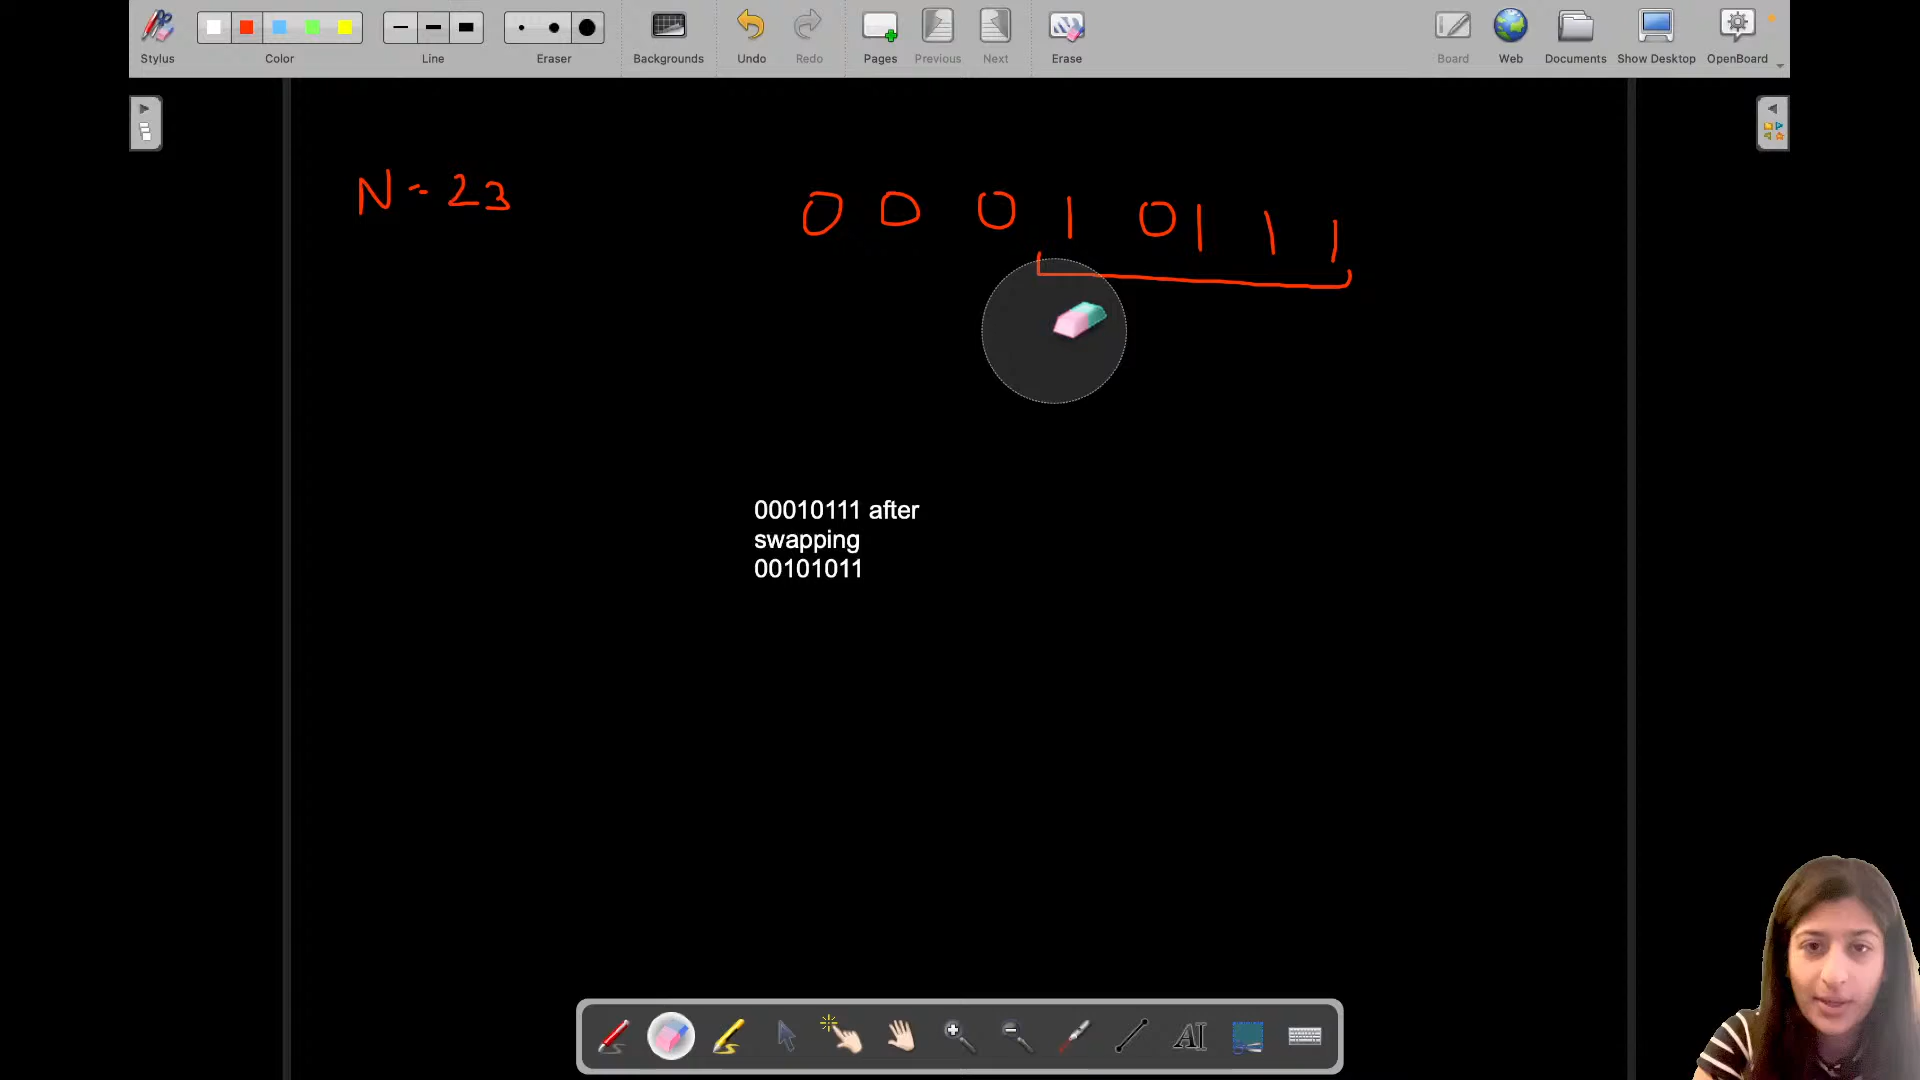 Stylus
Color
Line
Eraser
Backgrounds
Undo
Redo
Pages
Previous
Next
Erase
Board
Web
Documents
Show Desktop
OpenBoard
N = 23
0 0 0 1 0 1 1 1
00010111 after
swapping
00101011
AI